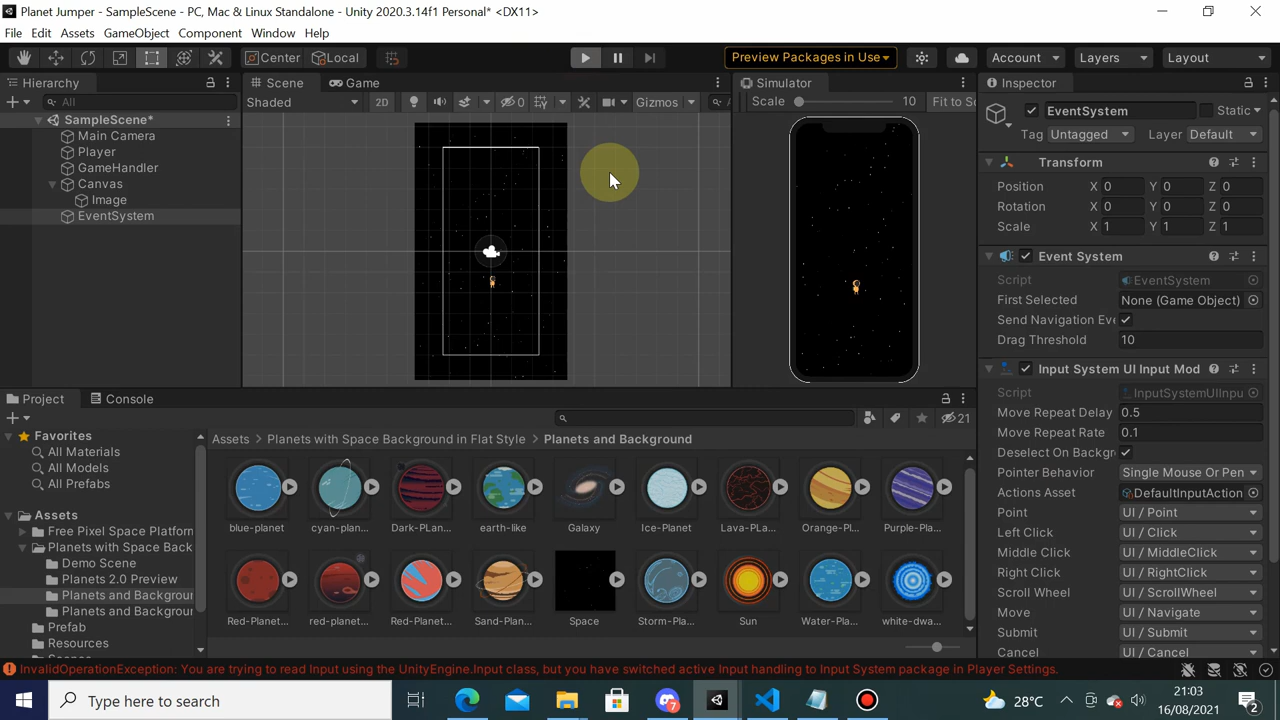 Planet Jumper - SampleScene - PC, Mac & Linux Standalone - Unity 2020.3.14f1 Personal* <DX11>
File Edit Assets GameObject Component Window Help
Center Local Preview Packages in Use Account Layers Layout
Hierarchy Scene Game Simulator Inspector
All Shaded 2D 0 Gizmos A Scale 10 Fit to Sc EventSystem Static
SampleScene* Tag Untagged Layer Default
Main Camera Transform
Player Position X 0 Y 0 Z 0
GameHandler Rotation X 0 Y 0 Z 0
Canvas Scale X 1 Y 1 Z 1
Image
EventSystem
Event System
Script EventSystem
First Selected None (Game Object)
Send Navigation Eve
Drag Threshold 10
Input System UI Input Mod
Script InputSystemUIInpu
Move Repeat Delay 0.5
Move Repeat Rate 0.1
Deselect On Backgro
Pointer Behavior Single Mouse Or Pen
Actions Asset DefaultInputAction
Point UI / Point
Left Click UI / Click
Middle Click UI / MiddleClick
Right Click UI / RightClick
Scroll Wheel UI / ScrollWheel
Move UI / Navigate
Submit UI / Submit
Cancel UI / Cancel
Project Console
21
Favorites
All Materials
All Models
All Prefabs
Assets
Free Pixel Space Platform
Planets with Space Back
Demo Scene
Planets 2.0 Preview
Planets and Backgrour
Planets and Backgrour
Prefab
Resources
Assets > Planets with Space Background in Flat Style > Planets and Background
blue-planet cyan-plan... Dark-PLan... earth-like Galaxy Ice-Planet Lava-PLa... Orange-Pl... Purple-Pla...
Red-Planet... red-planet... Red-Planet... Sand-Plan... Space Storm-Pla... Sun Water-Pla... white-dwa...
InvalidOperationException: You are trying to read Input using the UnityEngine.Input class, but you have switched active Input handling to Input System package in Player Settings.
Type here to search
7
28°C
21:03
16/08/2021
2